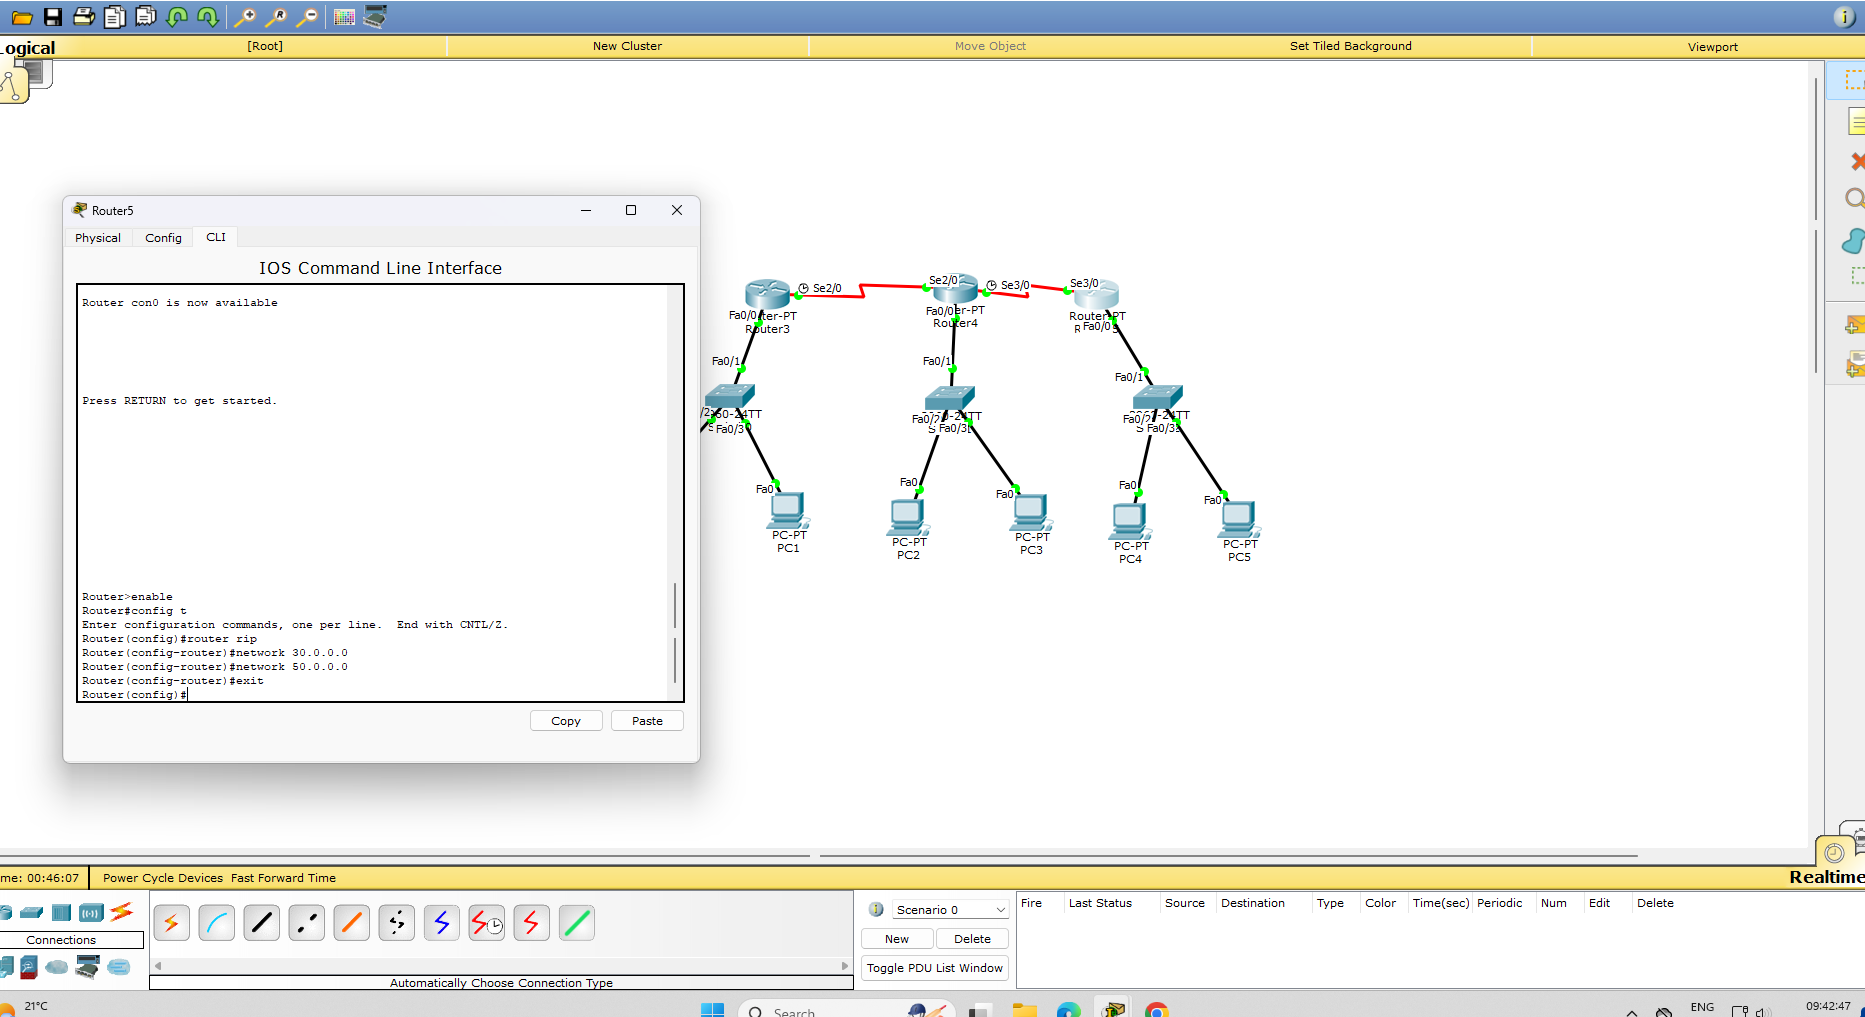 Logical
[Root]
New Cluster
Move Object
Set Tiled Background
Viewport
Router5
Physical
Config
CLI
IOS Command Line Interface
Router con0 is now available
Press RETURN to get started.
Router>enable
Router#config t
Enter configuration commands, one per line.  End with CNTL/Z.
Router(config)#router rip
Router(config-router)#network 30.0.0.0
Router(config-router)#network 50.0.0.0
Router(config-router)#exit
Router(config)#
Copy
Paste
Se2/0
Se2/0
Se3/0
Se3/0
Fa0/0
ter-PT
Router3
Fa0/0
er-PT
Router4
Router-PT
Fa0/0
Fa0/1
Fa0/1
Fa0/1
Fa0/3
Fa0/2
Fa0/3
Fa0/2
Fa0/3
Fa0
Fa0
Fa0
Fa0
Fa0
PC-PT
PC1
PC-PT
PC2
PC-PT
PC3
PC-PT
PC4
PC-PT
PC5
me: 00:46:07
Power Cycle Devices
Fast Forward Time
Realtime
Connections
Automatically Choose Connection Type
Scenario 0
New
Delete
Toggle PDU List Window
Fire
Last Status
Source
Destination
Type
Color
Time(sec)
Periodic
Num
Edit
Delete
21°C
Search
ENG
09:42:47